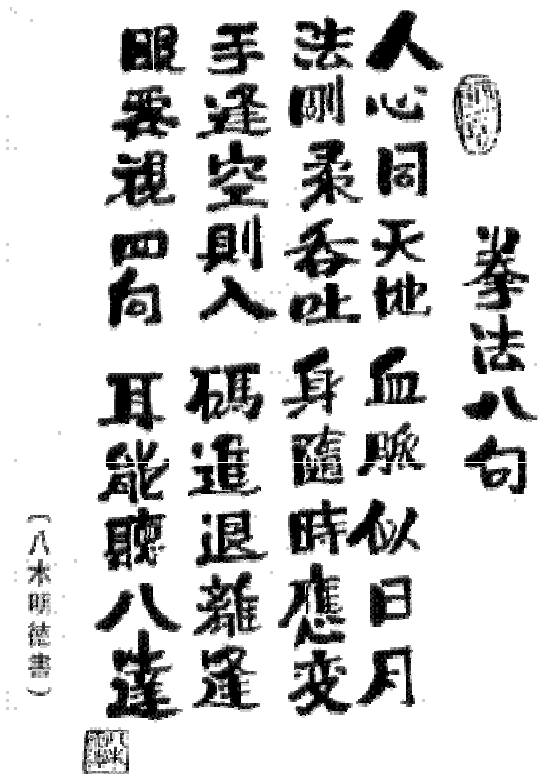 拳法八句
人心同天地 血脈似日月
法剛柔呑吐 身隨時應変
手逢空則入 碼進退離逢
眼要視四向 耳能聽八達
(八木明徳書)